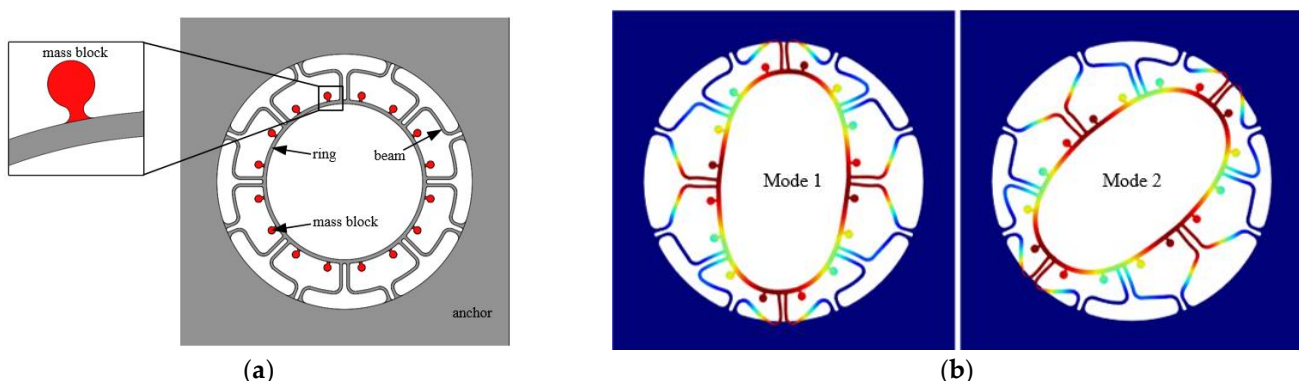 mass block
ring
beam
mass block
anchor
(a)
Mode 1
Mode 2
(b)